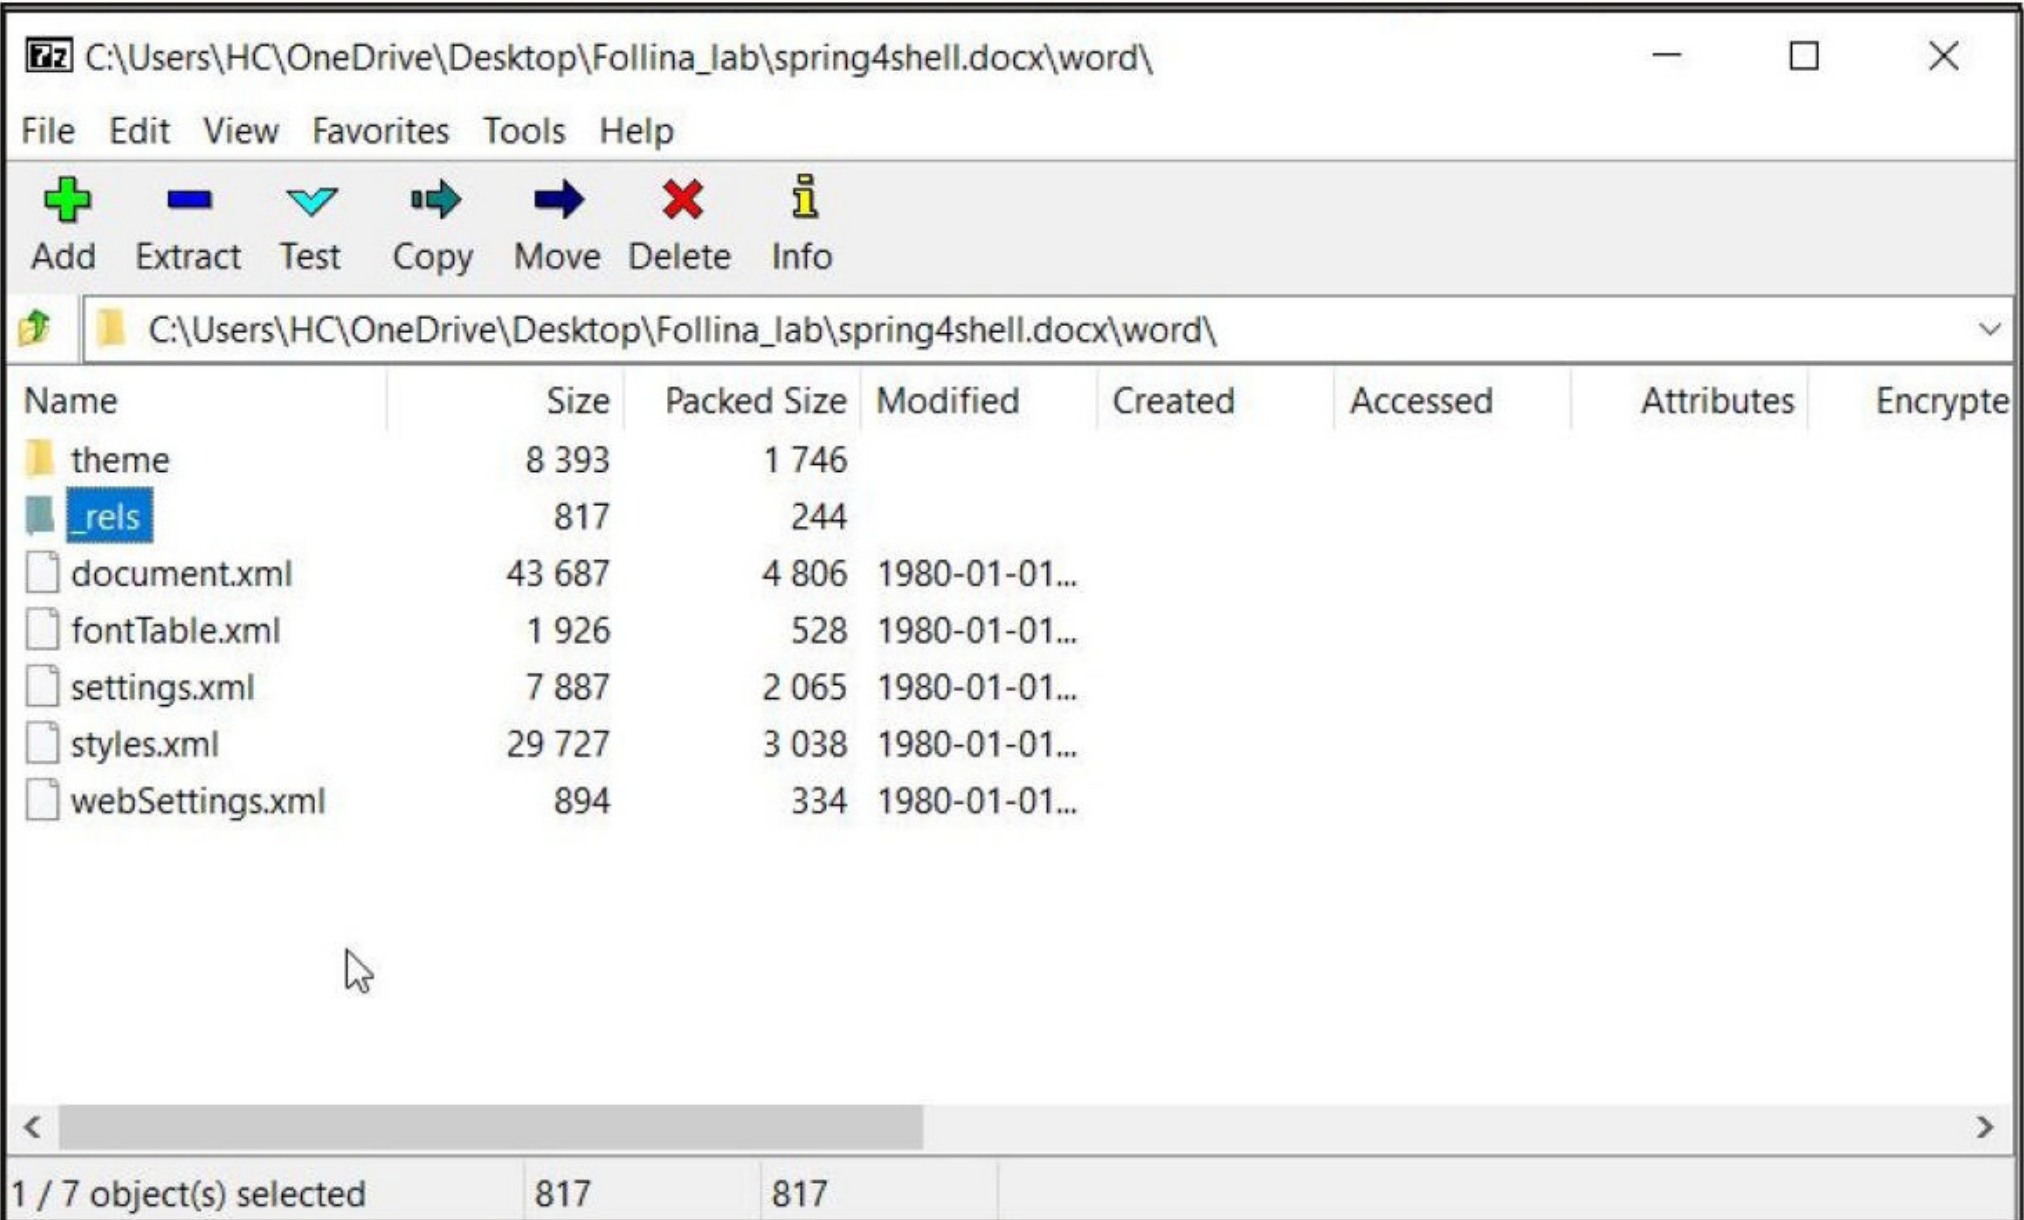 C:\Users\HC\OneDrive\Desktop\Follina_lab\spring4shell.docx\word\
File Edit View Favorites Tools Help
Add Extract Test Copy Move Delete Info
C:\Users\HC\OneDrive\Desktop\Follina_lab\spring4shell.docx\word\
Name Size Packed Size Modified Created Accessed Attributes Encrypte
theme 8 393 1 746
_rels 817 244
document.xml 43 687 4 806 1980-01-01...
fontTable.xml 1 926 528 1980-01-01...
settings.xml 7 887 2 065 1980-01-01...
styles.xml 29 727 3 038 1980-01-01...
webSettings.xml 894 334 1980-01-01...
1 / 7 object(s) selected 817 817